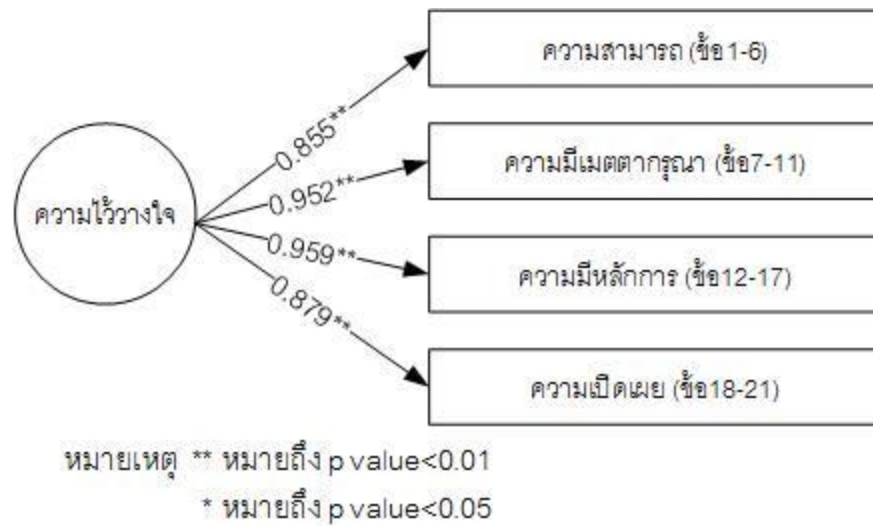 ความสามารถ (ข้อ1-6)
0.855**
ความมีเมตตากรุณา (ข้อ7-11)
0.952**
ความไว้วางใจ
0.959**
ความมีหลักการ (ข้อ12-17)
0.879**
ความเปิดเผย (ข้อ18-21)
หมายเหตุ ** หมายถึง p value<0.01
* หมายถึง p value<0.05